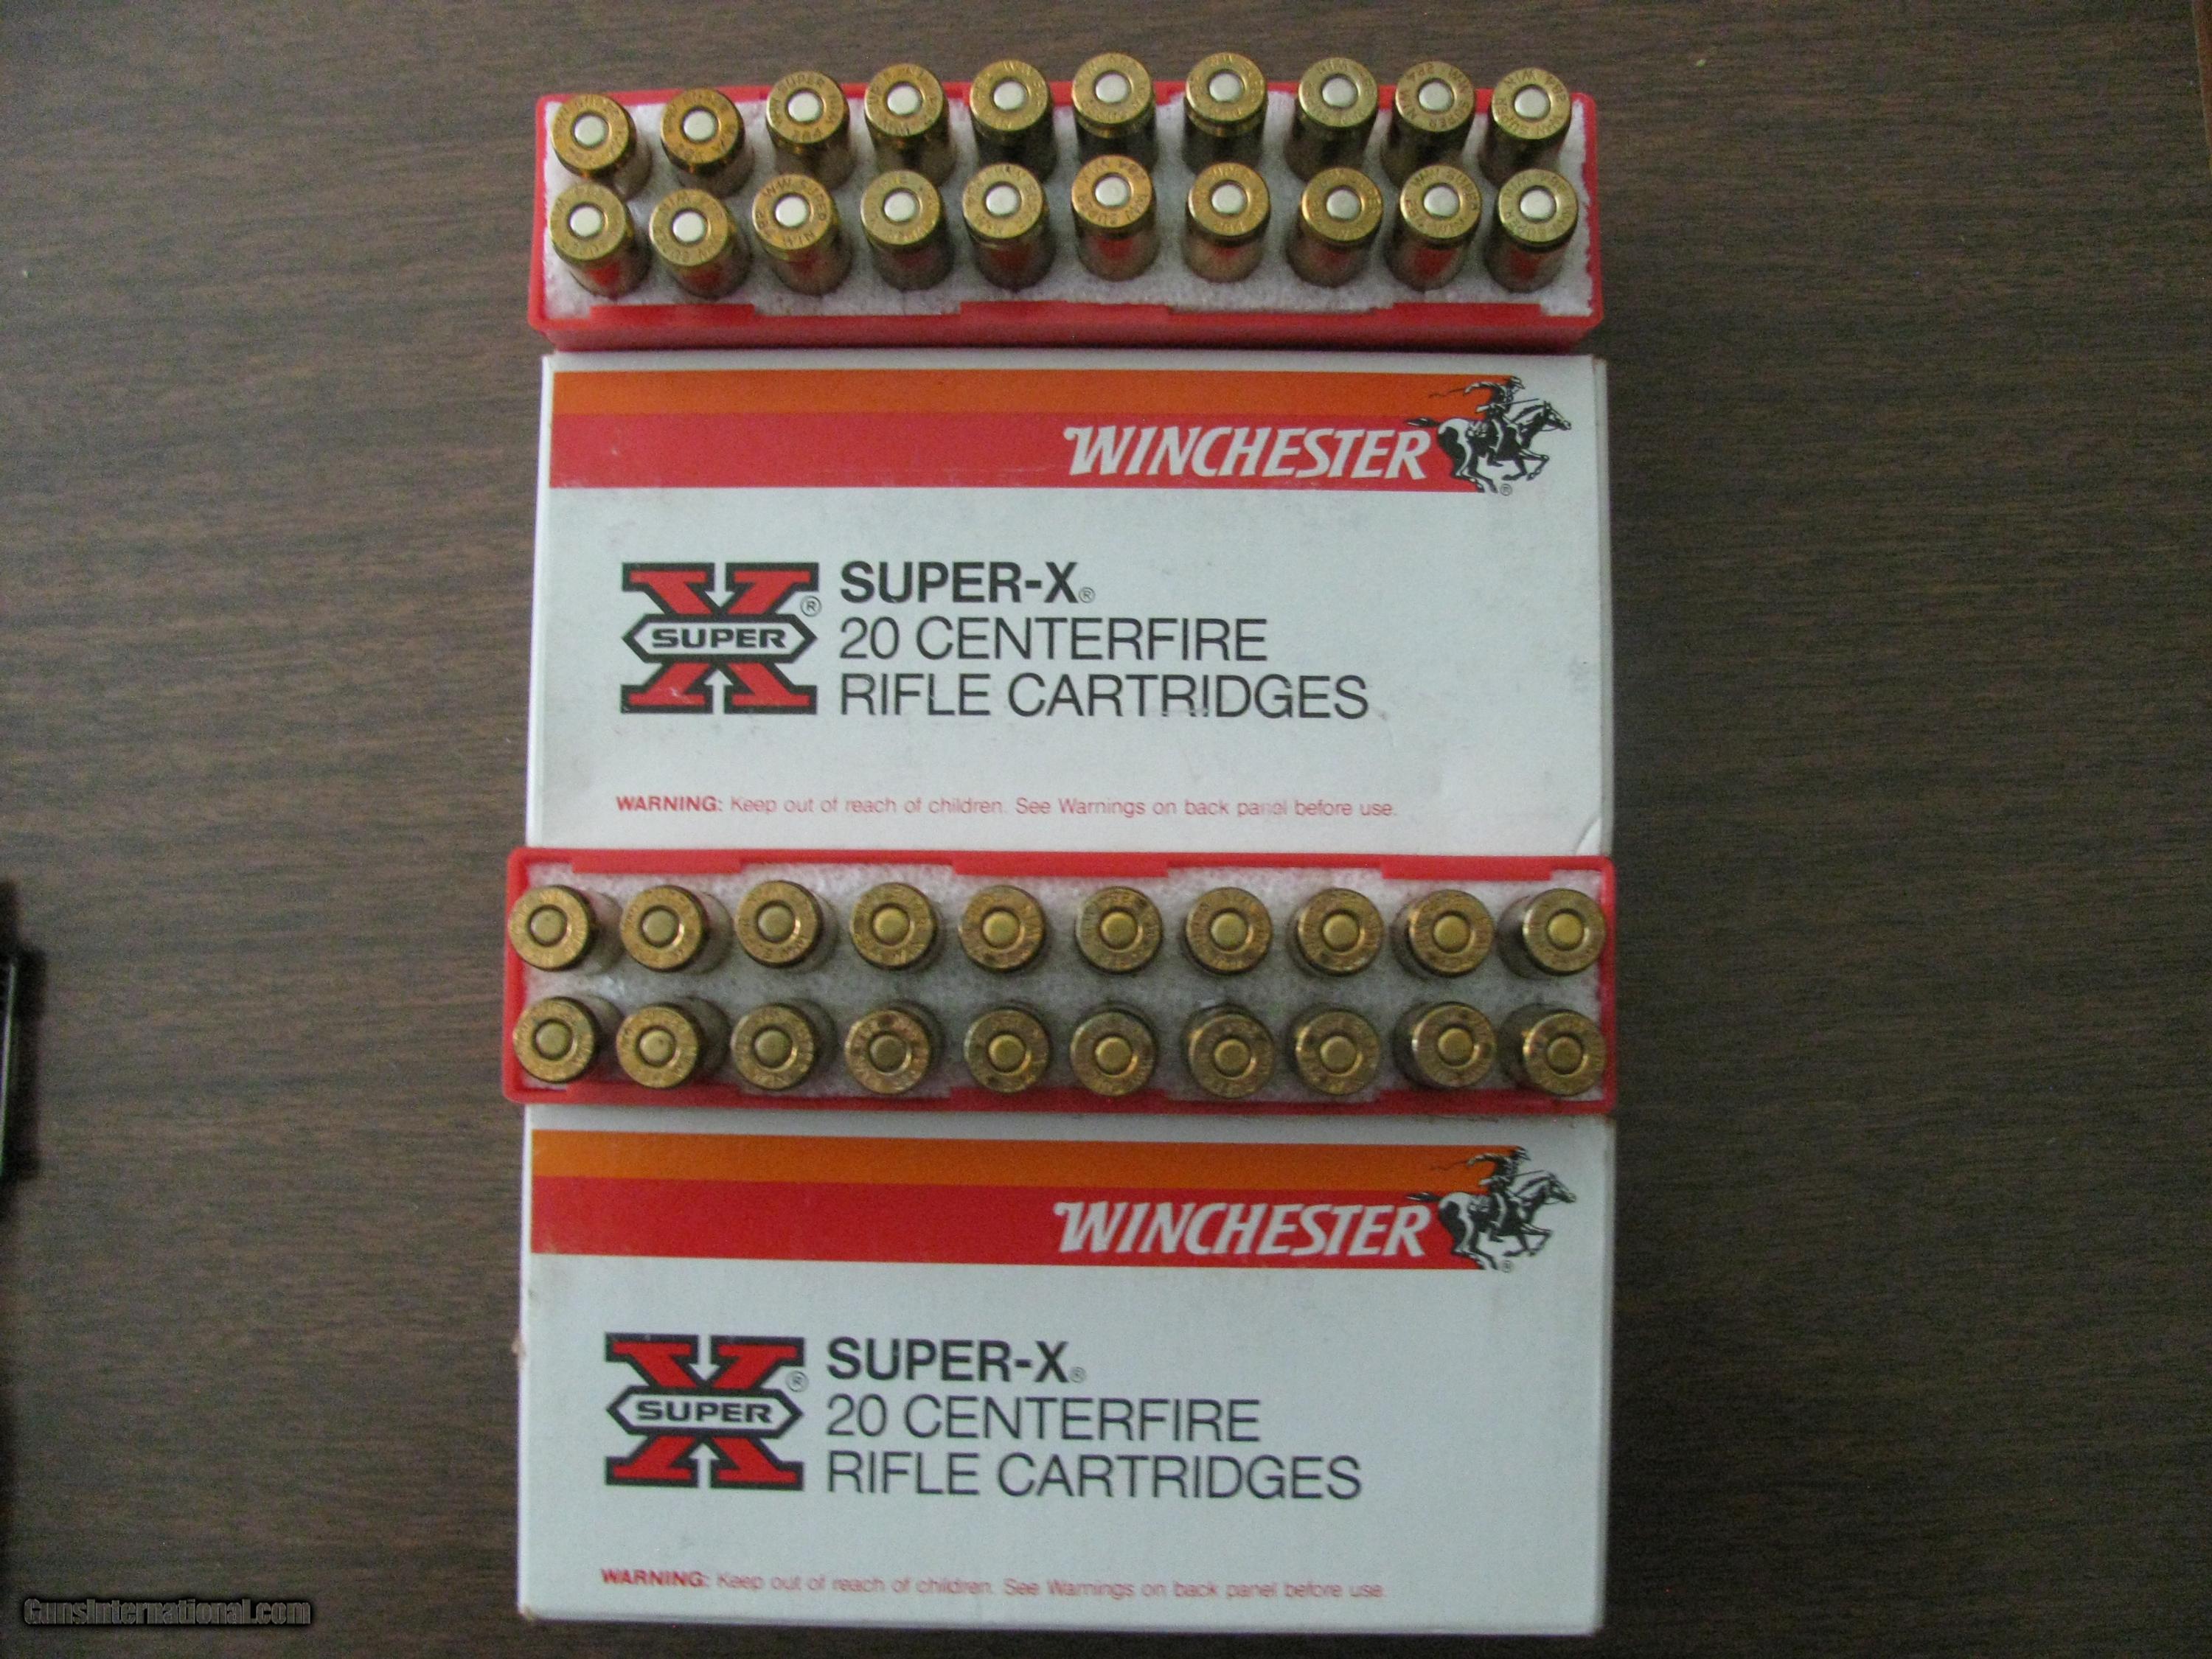 WINCHESTER
®
X
SUPER
®
SUPER-X®
20 CENTERFIRE
RIFLE CARTRIDGES
WARNING: Keep out of reach of children. See Warnings on back panel before use.
WINCHESTER
®
X
SUPER
®
SUPER-X®
20 CENTERFIRE
RIFLE CARTRIDGES
WARNING: Keep out of reach of children. See Warnings on back panel before use.
GunsInternational.com